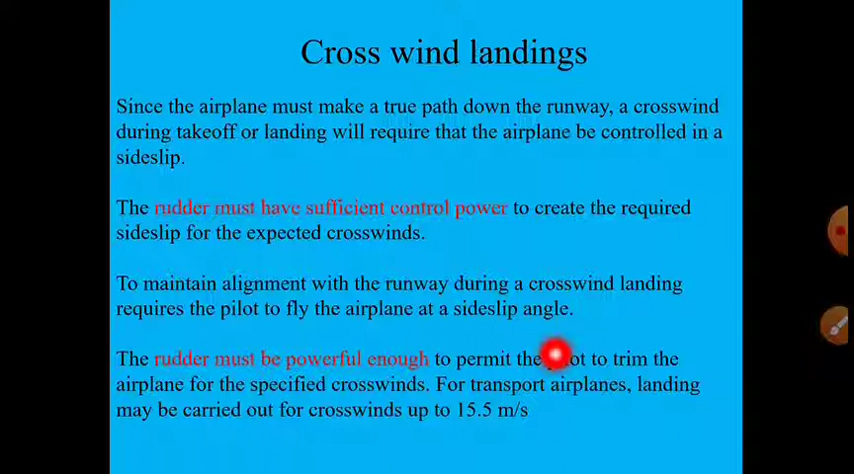 Cross wind landings
Since the airplane must make a true path down the runway, a crosswind
during takeoff or landing will require that the airplane be controlled in a
sideslip.
The rudder must have sufficient control power to create the required
sideslip for the expected crosswinds.
To maintain alignment with the runway during a crosswind landing
requires the pilot to fly the airplane at a sideslip angle.
The rudder must be powerful enough to permit the pilot to trim the
airplane for the specified crosswinds. For transport airplanes, landing
may be carried out for crosswinds up to 15.5 m/s